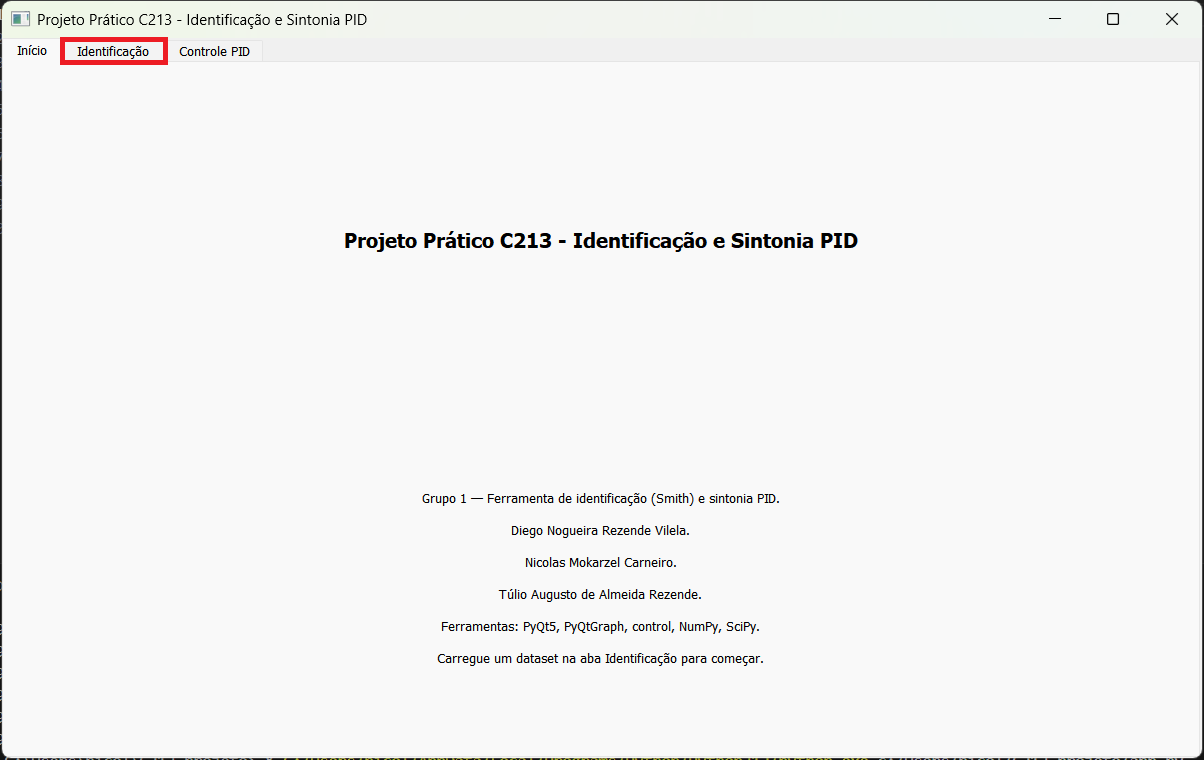 Projeto Prático C213 - Identificação e Sintonia PID
Início Identificação Controle PID
Projeto Prático C213 - Identificação e Sintonia PID
Grupo 1 — Ferramenta de identificação (Smith) e sintonia PID.
Diego Nogueira Rezende Vilela.
Nicolas Mokarzel Carneiro.
Túlio Augusto de Almeida Rezende.
Ferramentas: PyQt5, PyQtGraph, control, NumPy, SciPy.
Carregue um dataset na aba Identificação para começar.